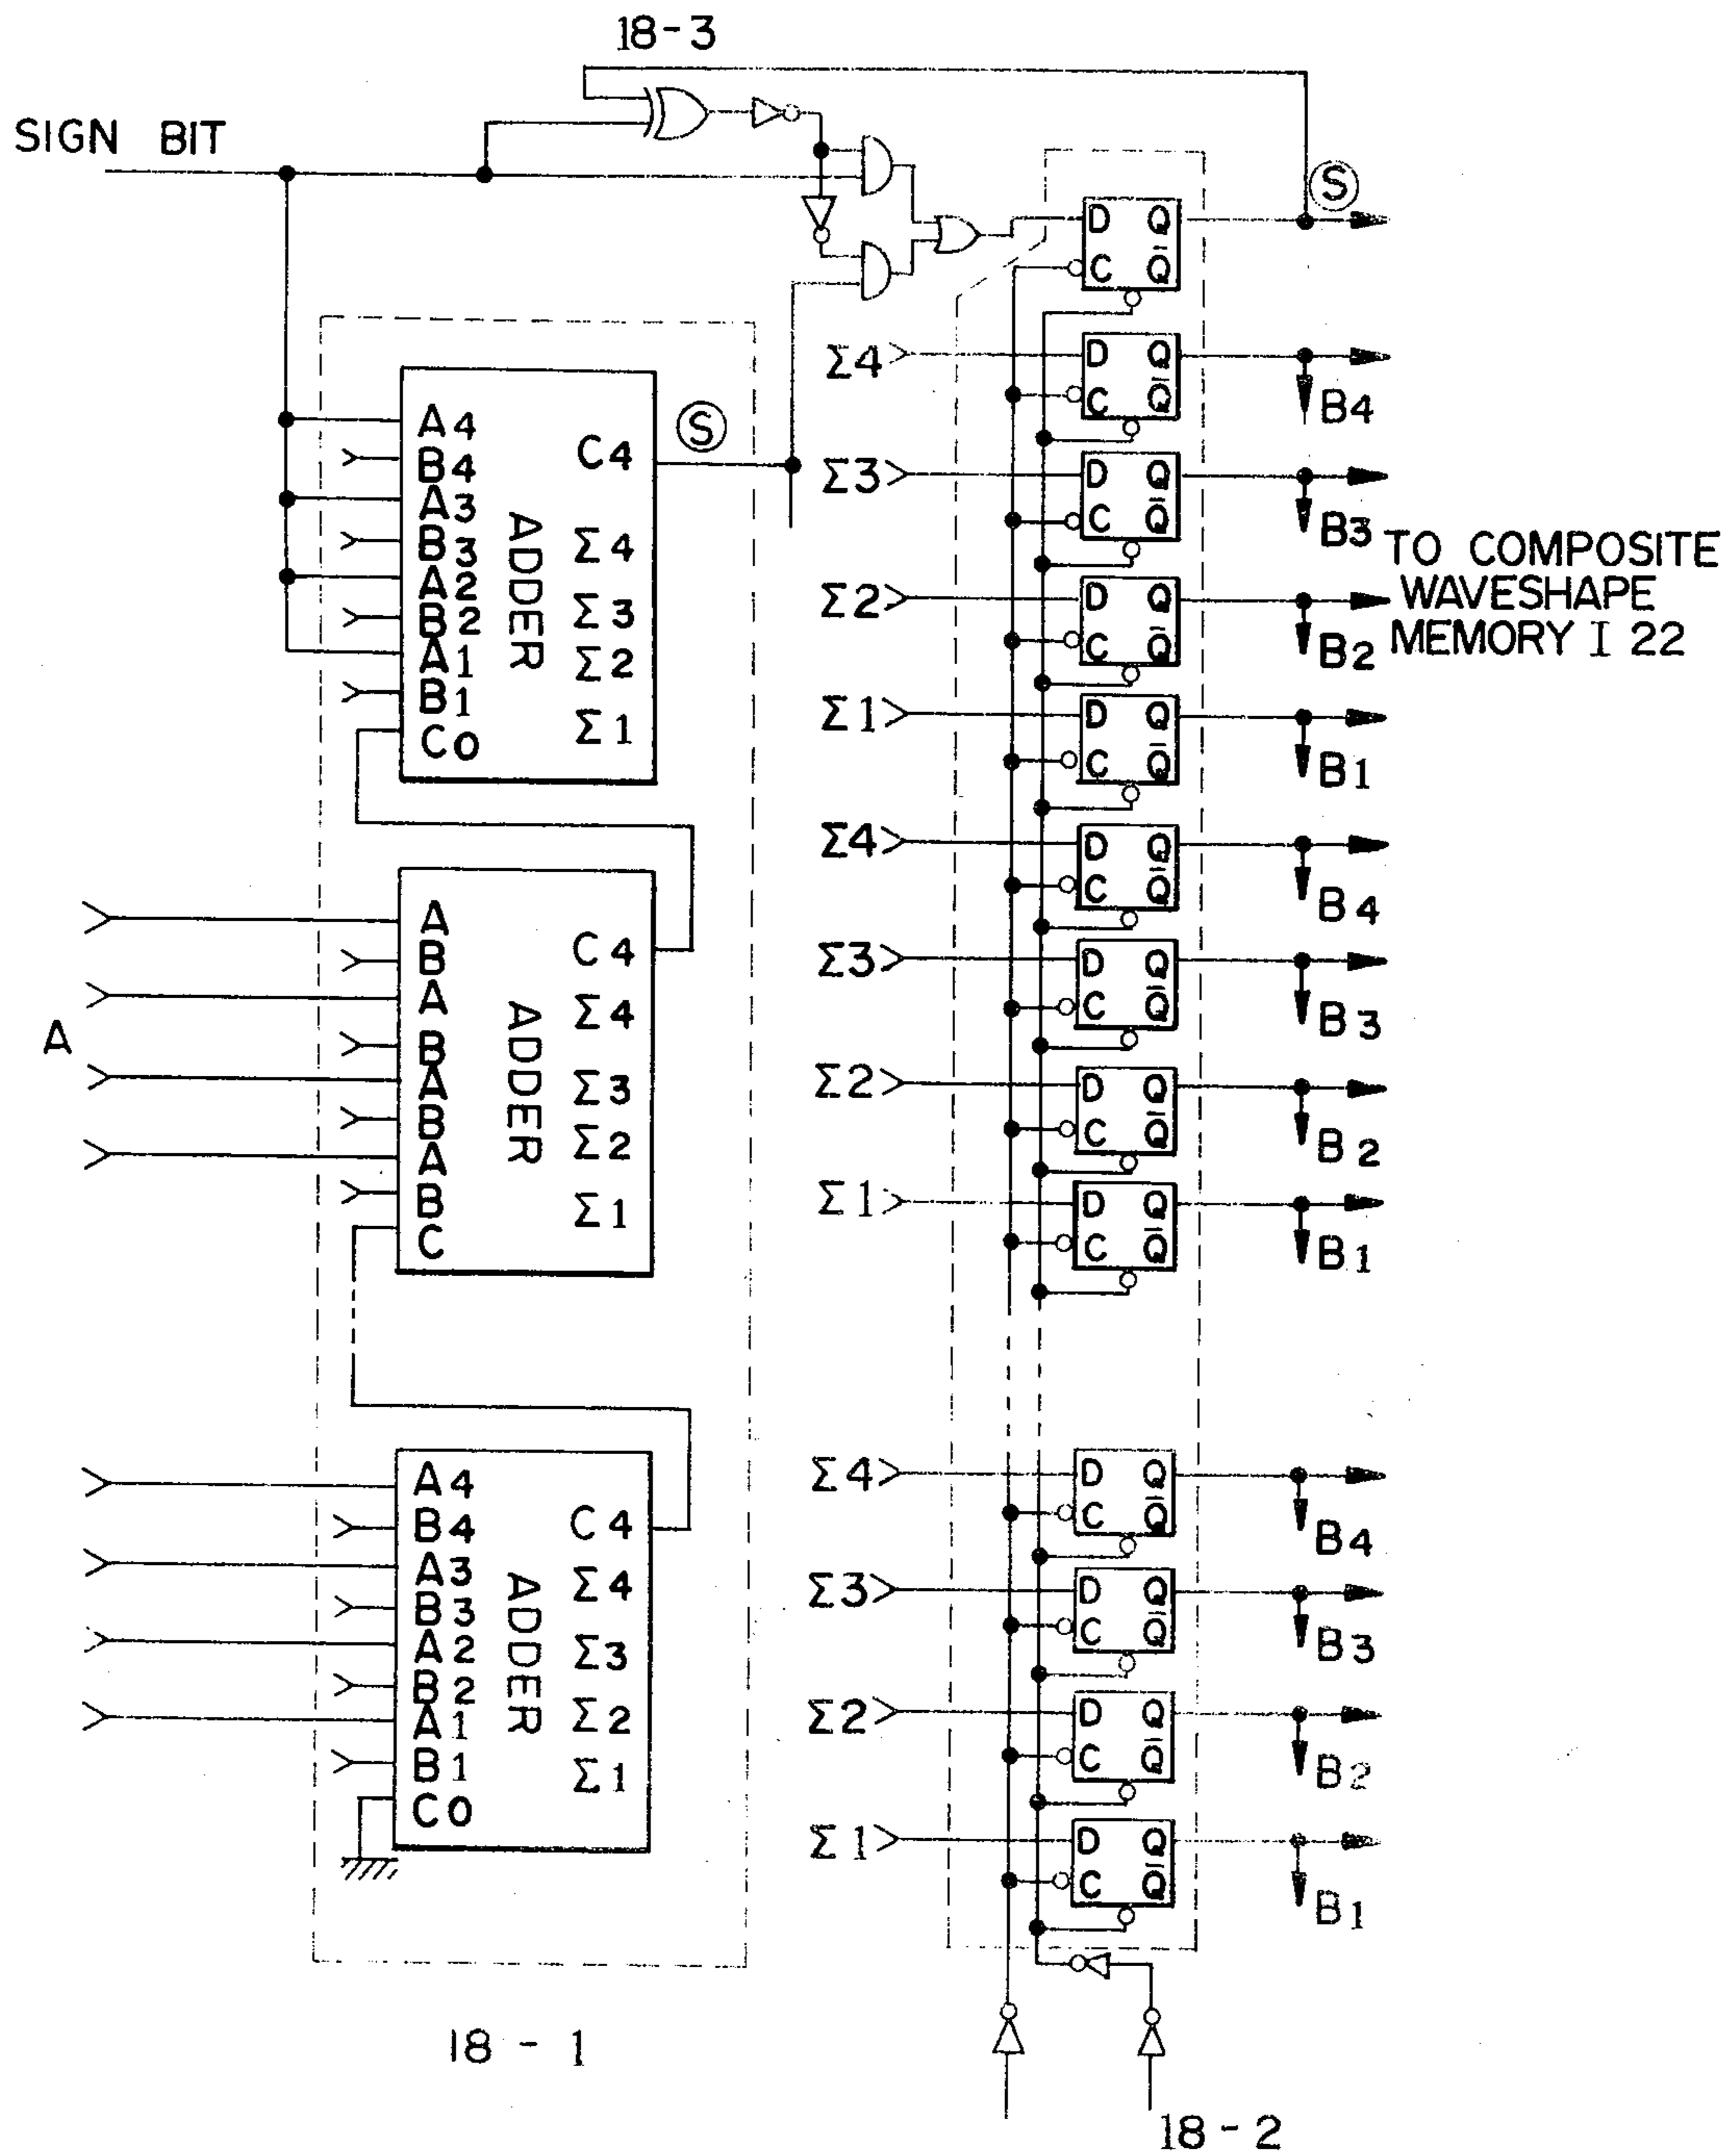 18-3
SIGN BIT
D Q
C Q̅
Ⓢ
Σ4 D Q
C Q̅ B4
A4
B4
A3
B3
A2
B2
A1
B1
C0
ADDER
C4
Σ4
Σ3
Σ2
Σ1
Ⓢ
Σ3 D Q
C Q̅ B3
TO COMPOSITE
WAVESHAPE
MEMORY I 22
Σ2 D Q
C Q̅ B2
Σ1 D Q
C Q̅ B1
A
A
B
A
B
A
B
A
B
C
ADDER
C4
Σ4
Σ3
Σ2
Σ1
Σ4 D Q
C Q̅ B4
Σ3 D Q
C Q̅ B3
Σ2 D Q
C Q̅ B2
Σ1 D Q
C Q̅ B1
A4
B4
A3
B3
A2
B2
A1
B1
C0
ADDER
C4
Σ4
Σ3
Σ2
Σ1
Σ4 D Q
C Q̅ B4
Σ3 D Q
C Q̅ B3
Σ2 D Q
C Q̅ B2
Σ1 D Q
C Q̅ B1
18-1
18-2